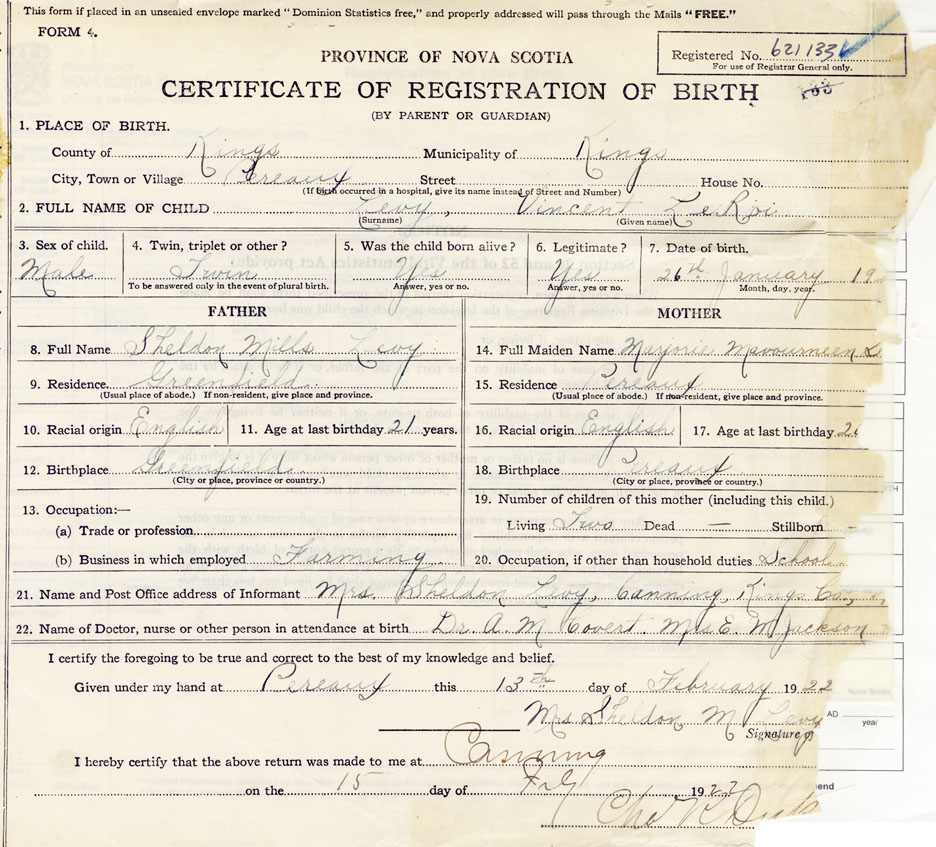 This form if placed in an unsealed envelope marked "Dominion Statistics free," and properly addressed will pass through the Mails "FREE."
FORM 4.
Registered No. 621133
For use of Registrar General only.
PROVINCE OF NOVA SCOTIA
CERTIFICATE OF REGISTRATION OF BIRTH
(BY PARENT OR GUARDIAN)
1. PLACE OF BIRTH.
County of Kings Municipality of Kings
City, Town or Village Pereaux Street House No.
(If birth occurred in a hospital, give its name instead of Street and Number)
2. FULL NAME OF CHILD Levy, Vincent LeRoi
(Surname) (Given name)
3. Sex of child. 4. Twin, triplet or other? 5. Was the child born alive? 6. Legitimate? 7. Date of birth.
Male Twin Yes Yes 26th January 19
To be answered only in the event of plural birth. Answer, yes or no. Answer, yes or no. Month, day, year.
FATHER MOTHER
8. Full Name Sheldon Mills Levy 14. Full Maiden Name Marjorie Mavourneen
9. Residence Greenfield 15. Residence Pereaux
(Usual place of abode.) If non-resident, give place and province. (Usual place of abode.) If non-resident, give place and province.
10. Racial origin English 11. Age at last birthday 21 years. 16. Racial origin English 17. Age at last birthday
12. Birthplace Greenfield 18. Birthplace Pereaux
(City or place, province or country.) (City or place, province or country.)
13. Occupation:— 19. Number of children of this mother (including this child.)
(a) Trade or profession Living Two Dead — Stillborn
(b) Business in which employed Farming 20. Occupation, if other than household duties School
21. Name and Post Office address of Informant Mrs. Sheldon Levy, Canning, Kings Co.,
22. Name of Doctor, nurse or other person in attendance at birth Dr. A. M. Covert. Mrs E. M Jackson
I certify the foregoing to be true and correct to the best of my knowledge and belief.
Given under my hand at Pereaux this 13th day of February 1922
Mrs Sheldon M Levy
Signature of
I hereby certify that the above return was made to me at Canning
on the 15 day of 1922
AD
year